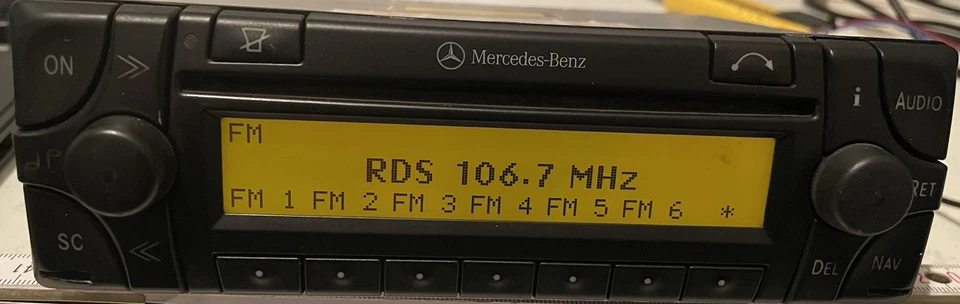 ON
Mercedes-Benz
i
AUDIO
FM
RDS 106.7 MHz
FM 1 FM 2 FM 3 FM 4 FM 5 FM 6 *
RET
SC
DEL
NAV
41